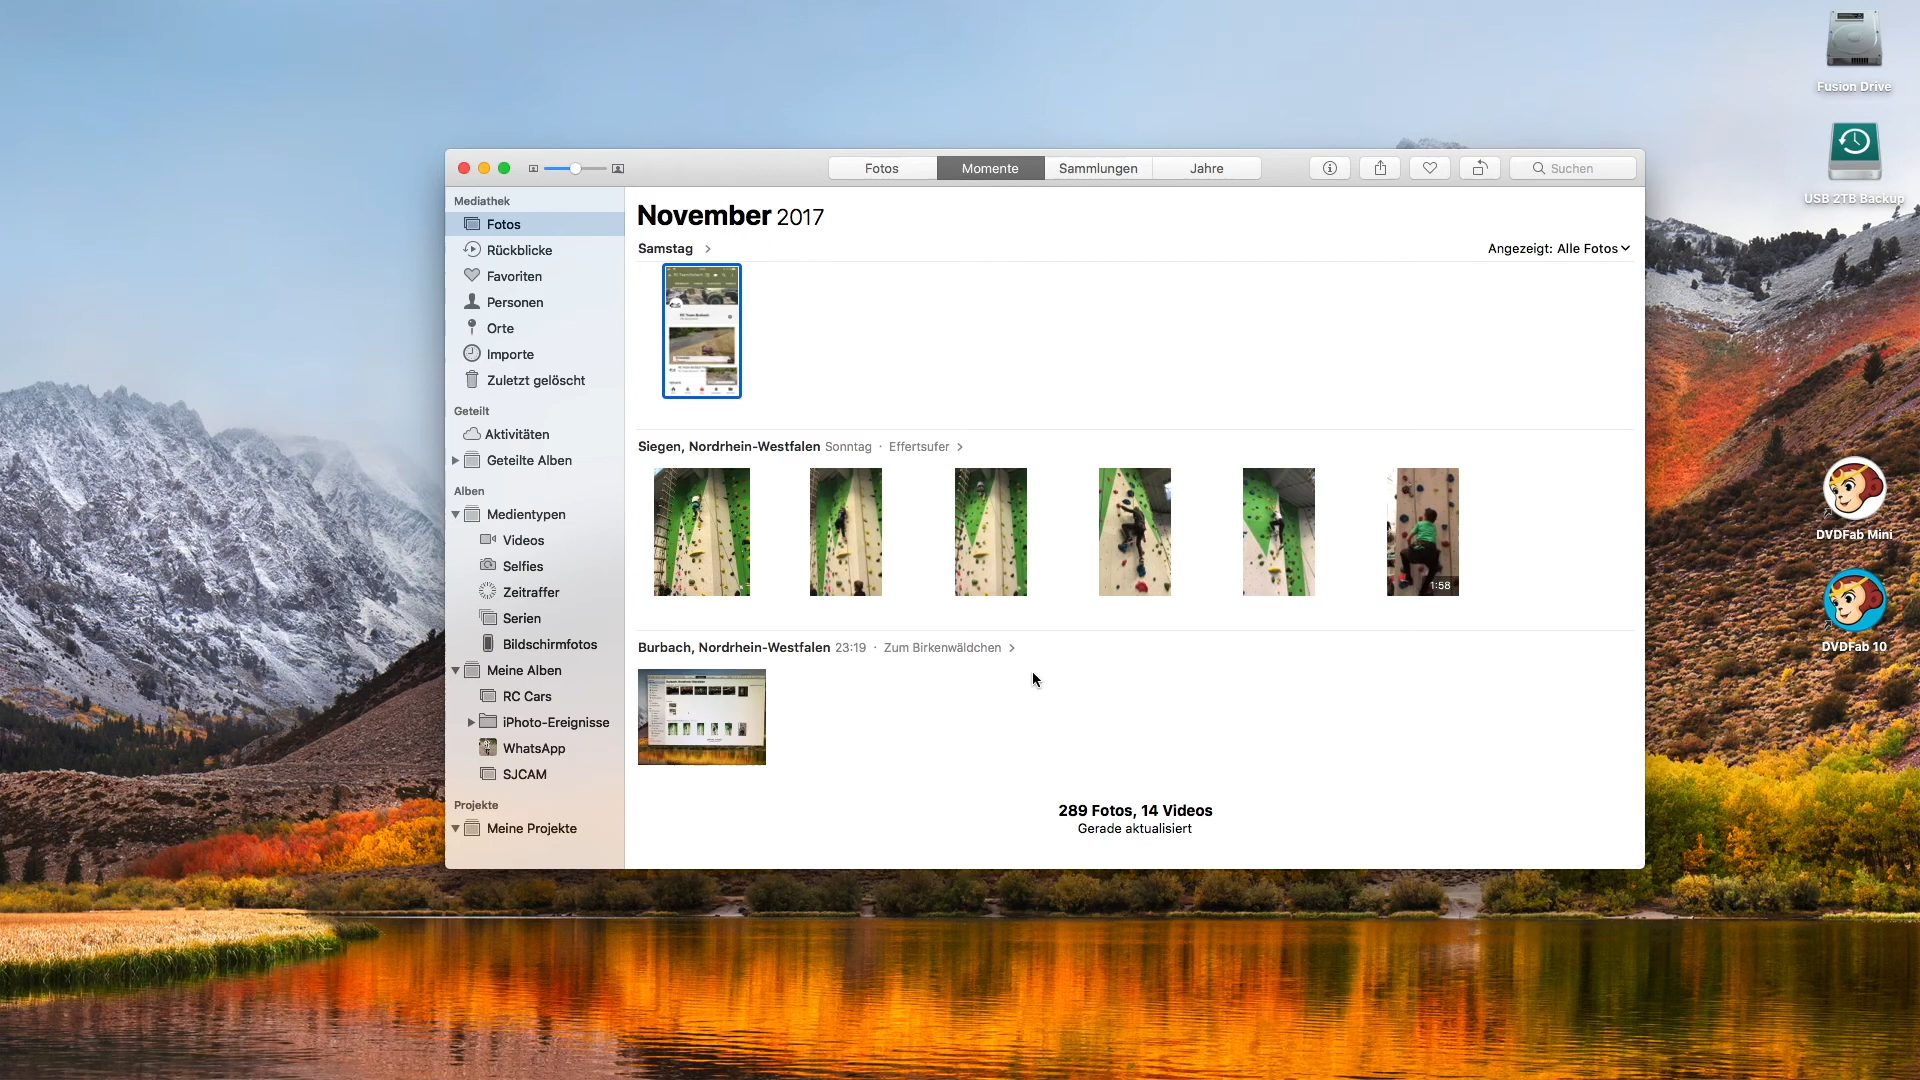 Fusion Drive
USB 2TB Backup
Fotos
Momente
Sammlungen
Jahre
Suchen
Mediathek
Fotos
Rückblicke
Favoriten
Personen
Orte
Importe
Zuletzt gelöscht
Geteilt
Aktivitäten
Geteilte Alben
Alben
Medientypen
Videos
Selfies
Zeitraffer
Serien
Bildschirmfotos
Meine Alben
RC Cars
iPhoto-Ereignisse
WhatsApp
SJCAM
Projekte
Meine Projekte
November 2017
Samstag
Angezeigt: Alle Fotos
Siegen, Nordrhein-Westfalen Sonntag · Effertsufer
1:58
Burbach, Nordrhein-Westfalen 23:19 · Zum Birkenwäldchen
289 Fotos, 14 Videos
Gerade aktualisiert
DVDFab Mini
DVDFab 10